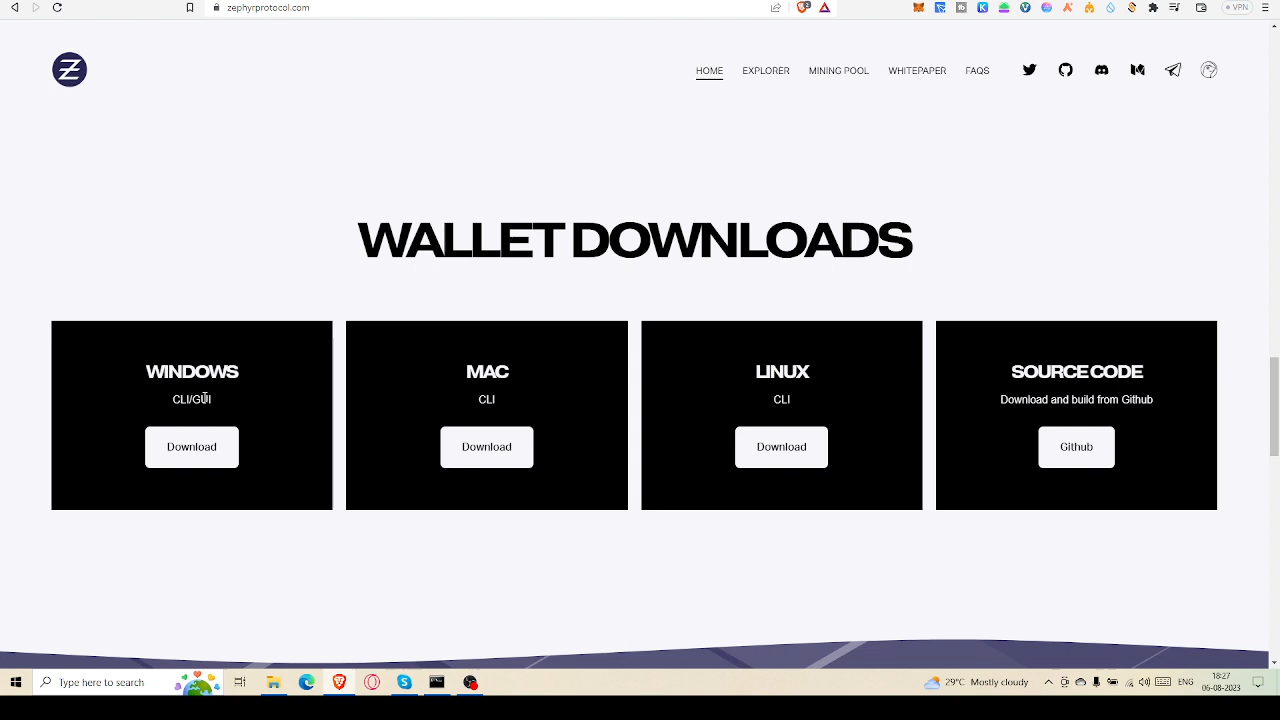 zephyrprotocol.com
2
VPN
HOME EXPLORER MINING POOL WHITEPAPER FAQS
WALLET DOWNLOADS
WINDOWS
CLI/GUI
Download
MAC
CLI
Download
LINUX
CLI
Download
SOURCE CODE
Download and build from Github
Github
Type here to search
29°C Mostly cloudy
ENG
18:27
06-08-2023